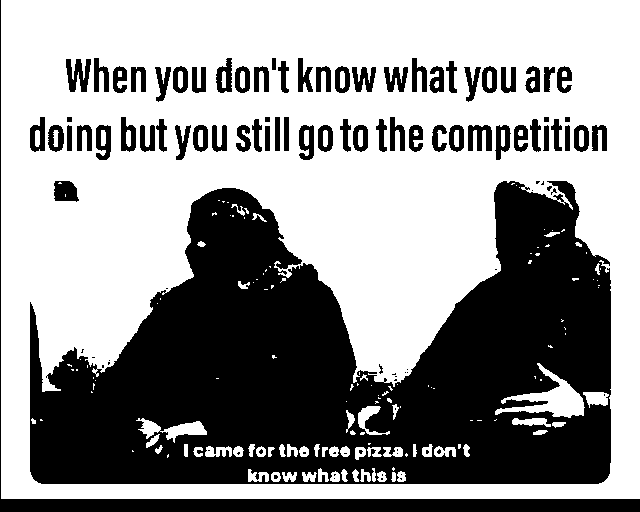 When you don't know what you are
doing but you still go to the competition
I came for the free pizza. I don't
know what this is